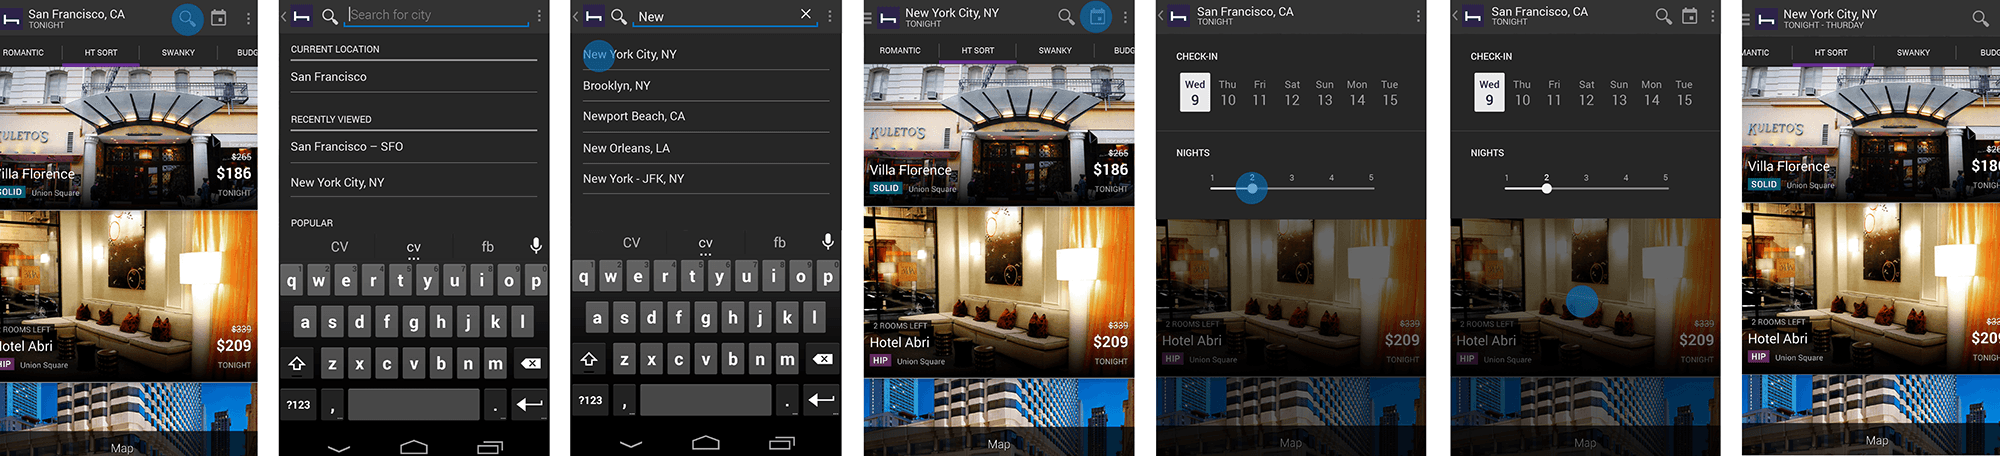 San Francisco, CA
TONIGHT
ROMANTIC HT SORT SWANKY BUDG
KULETO'S
Villa Florence
SOLID Union Square
$265
$186
TONIGHT
2 ROOMS LEFT
Hotel Abri
HIP Union Square
$339
$209
TONIGHT
Map
Search for city
CURRENT LOCATION
San Francisco
RECENTLY VIEWED
San Francisco – SFO
New York City, NY
POPULAR
CV cv fb
q w e r t y u i o p
a s d f g h j k l
z x c v b n m
?123 , .
New
New York City, NY
Brooklyn, NY
Newport Beach, CA
New Orleans, LA
New York - JFK, NY
CV cv fb
q w e r t y u i o p
a s d f g h j k l
z x c v b n m
?123 , .
New York City, NY
TONIGHT
ROMANTIC HT SORT SWANKY BUDG
KULETO'S
Villa Florence
SOLID Union Square
$265
$186
TONIGHT
2 ROOMS LEFT
Hotel Abri
HIP Union Square
$339
$209
TONIGHT
Map
San Francisco, CA
TONIGHT
CHECK-IN
Wed Thu Fri Sat Sun Mon Tue
9 10 11 12 13 14 15
NIGHTS
1 2 3 4 5
2 ROOMS LEFT
Hotel Abri
HIP Union Square
$339
$209
TONIGHT
Map
San Francisco, CA
TONIGHT
CHECK-IN
Wed Thu Fri Sat Sun Mon Tue
9 10 11 12 13 14 15
NIGHTS
1 2 3 4 5
2 ROOMS LEFT
Hotel Abri
HIP Union Square
$339
$209
TONIGHT
Map
New York City, NY
TONIGHT - THURDAY
MANTIC HT SORT SWANKY BUDG
KULETO'S
Villa Florence
SOLID Union Square
$26
$186
TONIGHT
2 ROOMS LEFT
Hotel Abri
HIP Union Square
$33
$209
TONIGHT
Map